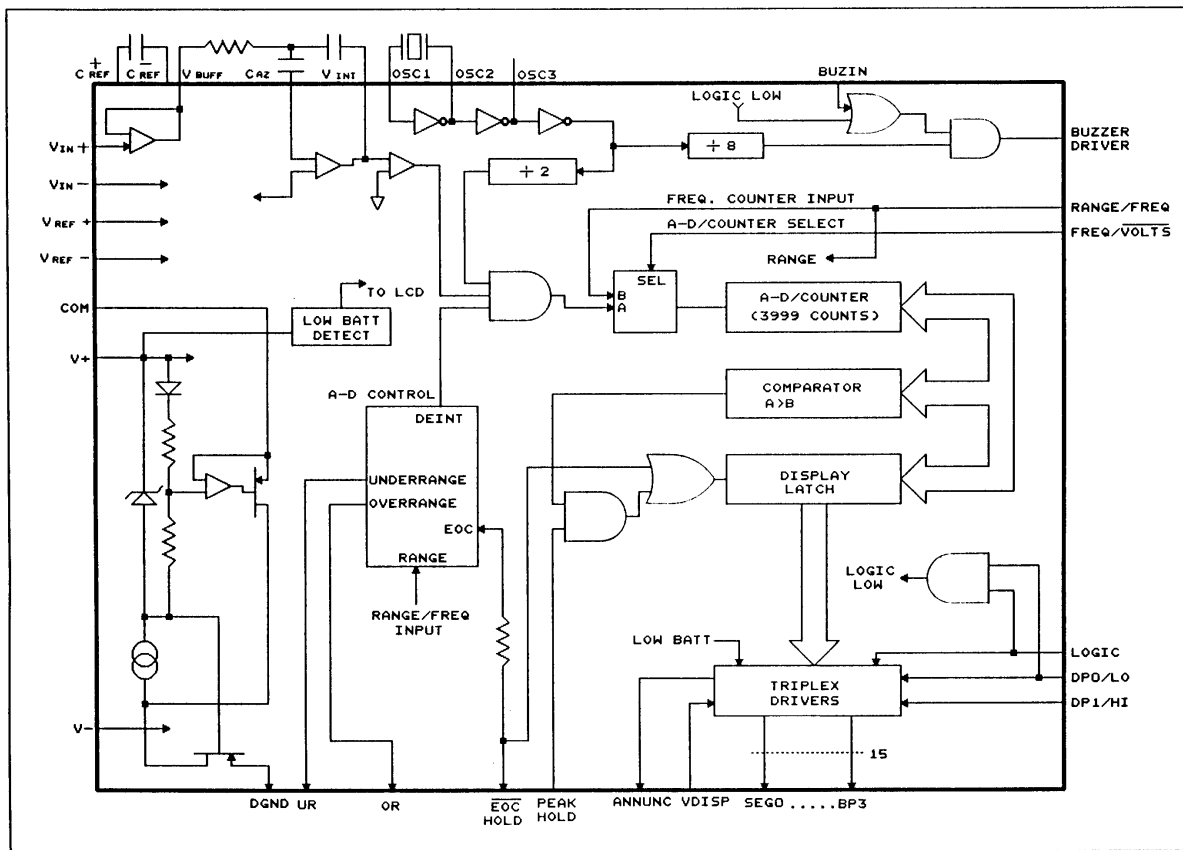 C+REF C-REF V BUFF CAZ V INT OSC1 OSC2 OSC3 BUZIN
LOGIC LOW
BUZZER
DRIVER
VIN +
÷ 8
÷ 2
VIN -
FREQ. COUNTER INPUT
RANGE/FREQ
VREF +
A-D/COUNTER SELECT
FREQ/VOLTS
VREF -
RANGE
SEL
B
A
TO LCD
A-D/COUNTER
(3999 COUNTS)
COM
LOW BATT
DETECT
V+
A-D CONTROL
COMPARATOR
A>B
DEINT
UNDERRANGE
OVERRANGE
DISPLAY
LATCH
EOC
RANGE
LOGIC
LOW
RANGE/FREQ
INPUT
LOW BATT
LOGIC
TRIPLEX
DRIVERS
DP0/LO
DP1/HI
V-
15
DGND UR OR EOC
HOLD PEAK
HOLD ANNUNC VDISP SEG0 .....BP3